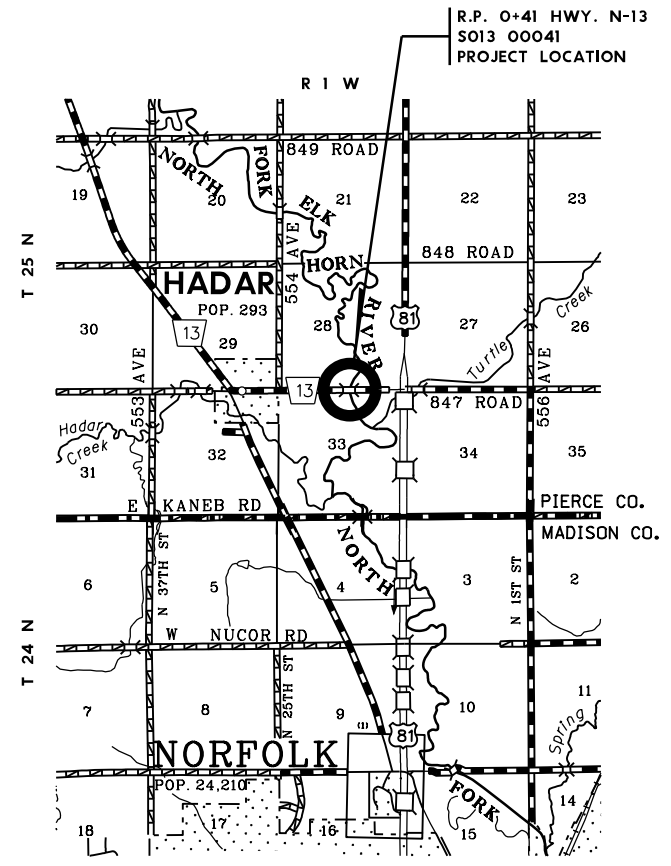 R.P. 0+41 HWY. N-13
S013 00041
PROJECT LOCATION
R 1 W
849 ROAD
NORTH
FORK
19
20
21
22
23
ELK
554 AVE
848 ROAD
T 25 N
HORN
HADAR
POP. 293
RIVER
Creek
81
30
13
29
28
27
26
Turtle
553 AVE
13
847 ROAD
556 AVE
Hadar
Creek
31
32
33
34
35
E KANEB RD
PIERCE CO.
MADISON CO.
N 37TH ST
NORTH
N 1ST ST
6
5
4
3
2
W NUCOR RD
T 24 N
N 25TH ST
7
8
9
10
11
(1)
81
Spring
NORFOLK
POP. 24,210
FORK
14
18
17
16
15